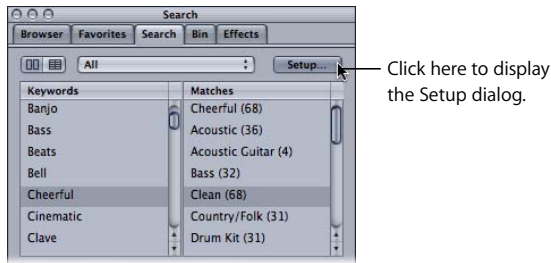 Search
Browser Favorites Search Bin Effects
All Setup...
Click here to display
the Setup dialog.
Keywords Matches
Banjo Cheerful (68)
Bass Acoustic (36)
Beats Acoustic Guitar (4)
Bell Bass (32)
Cheerful Clean (68)
Cinematic Country/Folk (31)
Clave Drum Kit (31)